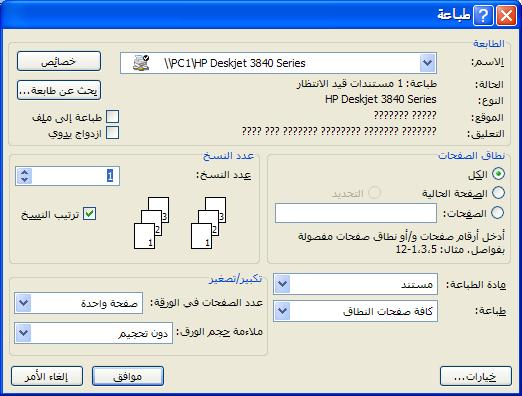 طباعة
الطابعة
الاسم: \\PC1\HP Deskjet 3840 Series خصائص
الحالة: طباعة: 1 مستندات قيد الانتظار
النوع: HP Deskjet 3840 Series بحث عن طابعة...
الموقع: ??????? ????? طباعة إلى ملف
التعليق: ??????? ??????? ???????? ??????? ??? ???? ازدواج يدوي
نطاق الصفحات
الكل
الصفحة الحالية التحديد
الصفحات:
أدخل أرقام صفحات و/أو نطاق صفحات مفصولة
بفواصل. مثال: 1،3،5-12
عدد النسخ
عدد النسخ: 1
1 2 3 1 2 3
ترتيب النسخ
مادة الطباعة: مستند
طباعة: كافة صفحات النطاق
تكبير/تصغير
عدد الصفحات في الورقة: صفحة واحدة
ملاءمة حجم الورق: دون تحجيم
خيارات... موافق إلغاء الأمر